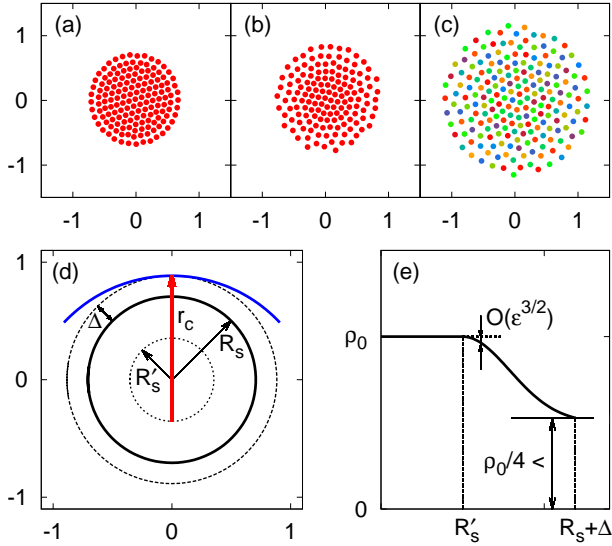 (a) (b) (c)
1
0
-1
-1 0 1 -1 0 1 -1 0 1
(d) (e)
1
0
-1
-1 0 1
Δ
r_c
R_s
R′_s
ρ_0
O(ε^{3/2})
ρ_0/4 <
0
R′_s R_s+Δ